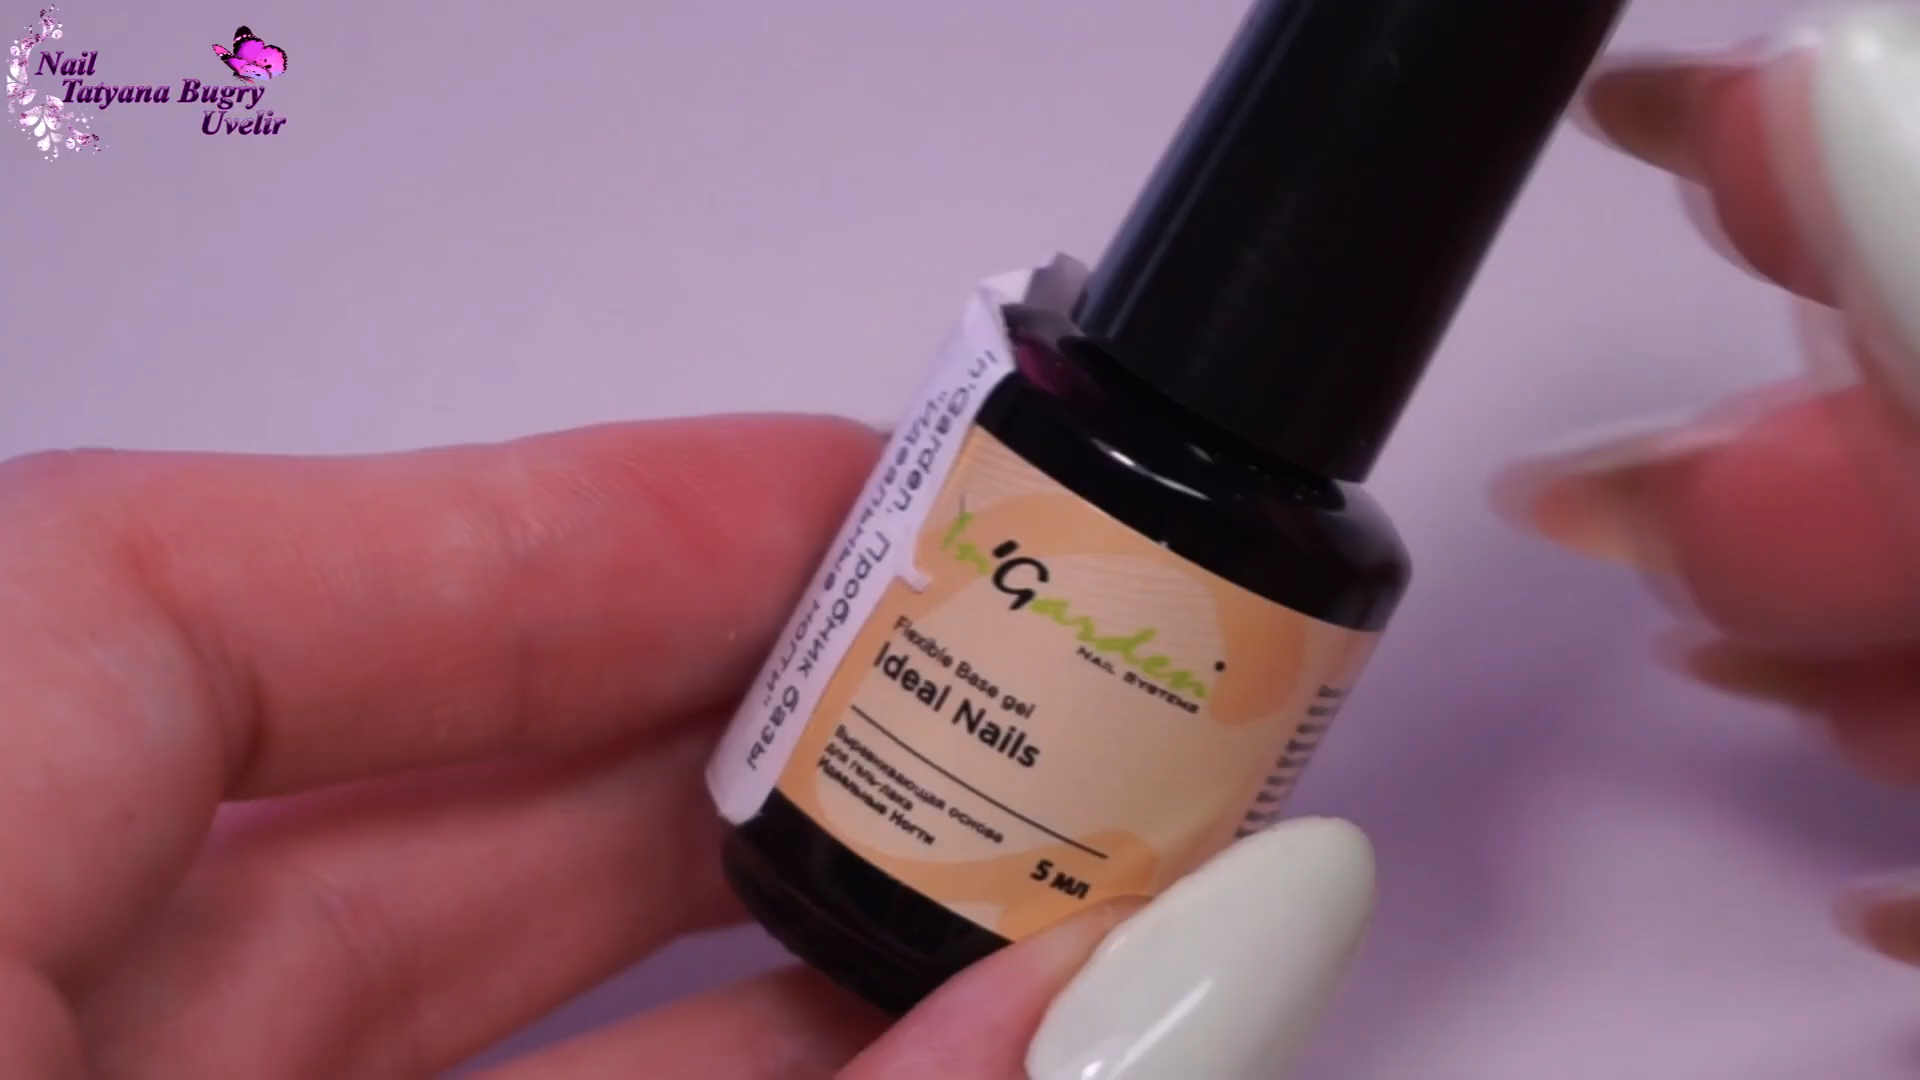 Nail
Tatyana Bugry
Uvelir
In'Garden. Пробник базы
"Идеальные ногти".
In'Garden
NAIL SYSTEMS
Flexible Base gel
Ideal Nails
Выравнивающая основа
для гель-лака
Идеальные Ногти
5 мл